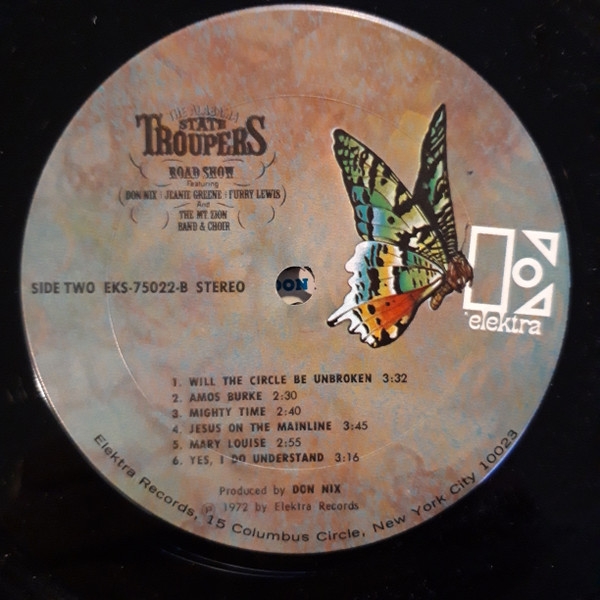 THE ALABAMA
STATE
TROUPERS
ROAD SHOW
Featuring
DON NIX | JEANIE GREENE | FURRY LEWIS
And
THE MT. ZION
BAND & CHOIR
elektra
SIDE TWO EKS-75022-B STEREO
DON
1. WILL THE CIRCLE BE UNBROKEN 3:32
2. AMOS BURKE 2:30
3. MIGHTY TIME 2:40
4. JESUS ON THE MAINLINE 3:45
5. MARY LOUISE 2:55
6. YES, I DO UNDERSTAND 3:16
Produced by DON NIX
℗ 1972 by Elektra Records
Elektra Records, 15 Columbus Circle, New York City 10023